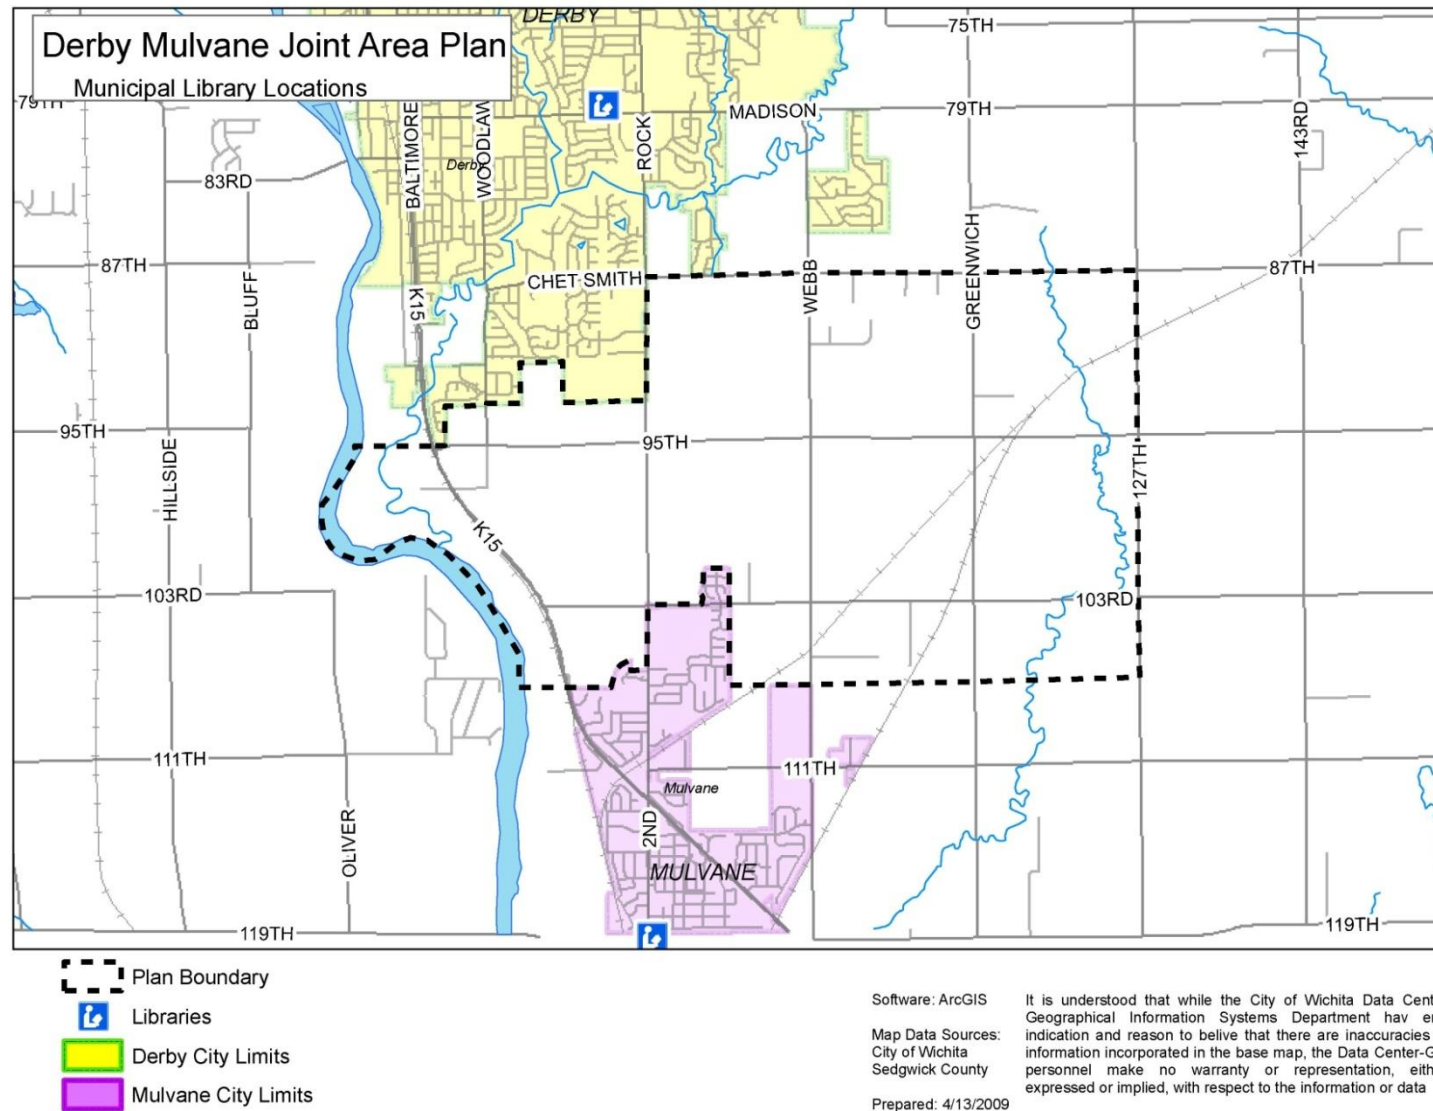 DERBY
Derby Mulvane Joint Area Plan
Municipal Library Locations
75TH
79TH
MADISON
79TH
BALTIMORE
WOODLAW
ROCK
143RD
Derby
83RD
87TH
BLUFF
K15
CHET SMITH
WEBB
GREENWICH
87TH
95TH
HILLSIDE
95TH
127TH
K15
103RD
103RD
111TH
111TH
Mulvane
OLIVER
2ND
MULVANE
119TH
119TH
Plan Boundary
Libraries
Derby City Limits
Mulvane City Limits
Software: ArcGIS
Map Data Sources:
City of Wichita
Sedgwick County
Prepared: 4/13/2009
It is understood that while the City of Wichita Data Cent
Geographical Information Systems Department hav en
indication and reason to belive that there are inaccuracies
information incorporated in the base map, the Data Center-G
personnel make no warranty or representation, eith
expressed or implied, with respect to the information or data